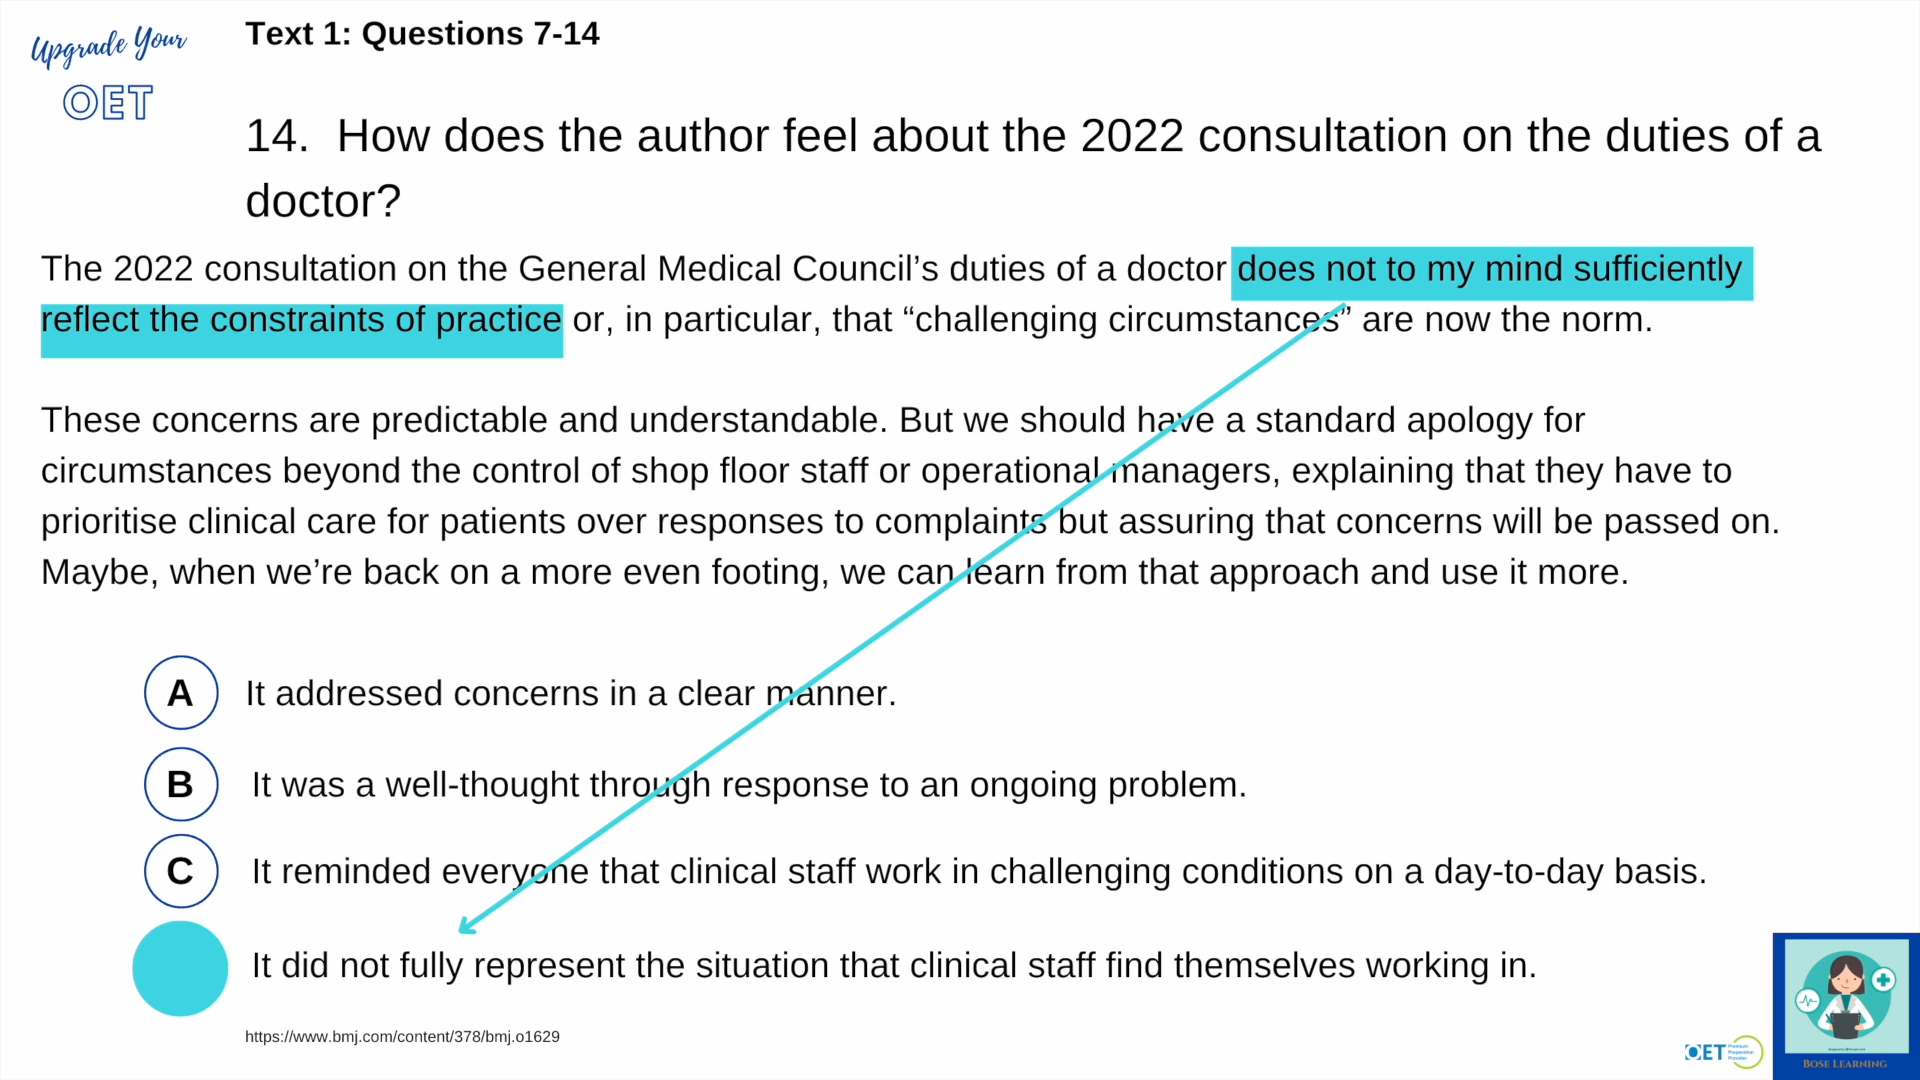 Upgrade Your
OET
Text 1: Questions 7-14
14. How does the author feel about the 2022 consultation on the duties of a
doctor?
The 2022 consultation on the General Medical Council’s duties of a doctor does not to my mind sufficiently
reflect the constraints of practice or, in particular, that “challenging circumstances” are now the norm.
These concerns are predictable and understandable. But we should have a standard apology for
circumstances beyond the control of shop floor staff or operational managers, explaining that they have to
prioritise clinical care for patients over responses to complaints but assuring that concerns will be passed on.
Maybe, when we’re back on a more even footing, we can learn from that approach and use it more.
A It addressed concerns in a clear manner.
B It was a well-thought through response to an ongoing problem.
C It reminded everyone that clinical staff work in challenging conditions on a day-to-day basis.
It did not fully represent the situation that clinical staff find themselves working in.
https://www.bmj.com/content/378/bmj.o1629
OET Premium
Preparation
Provider
BOSE LEARNING